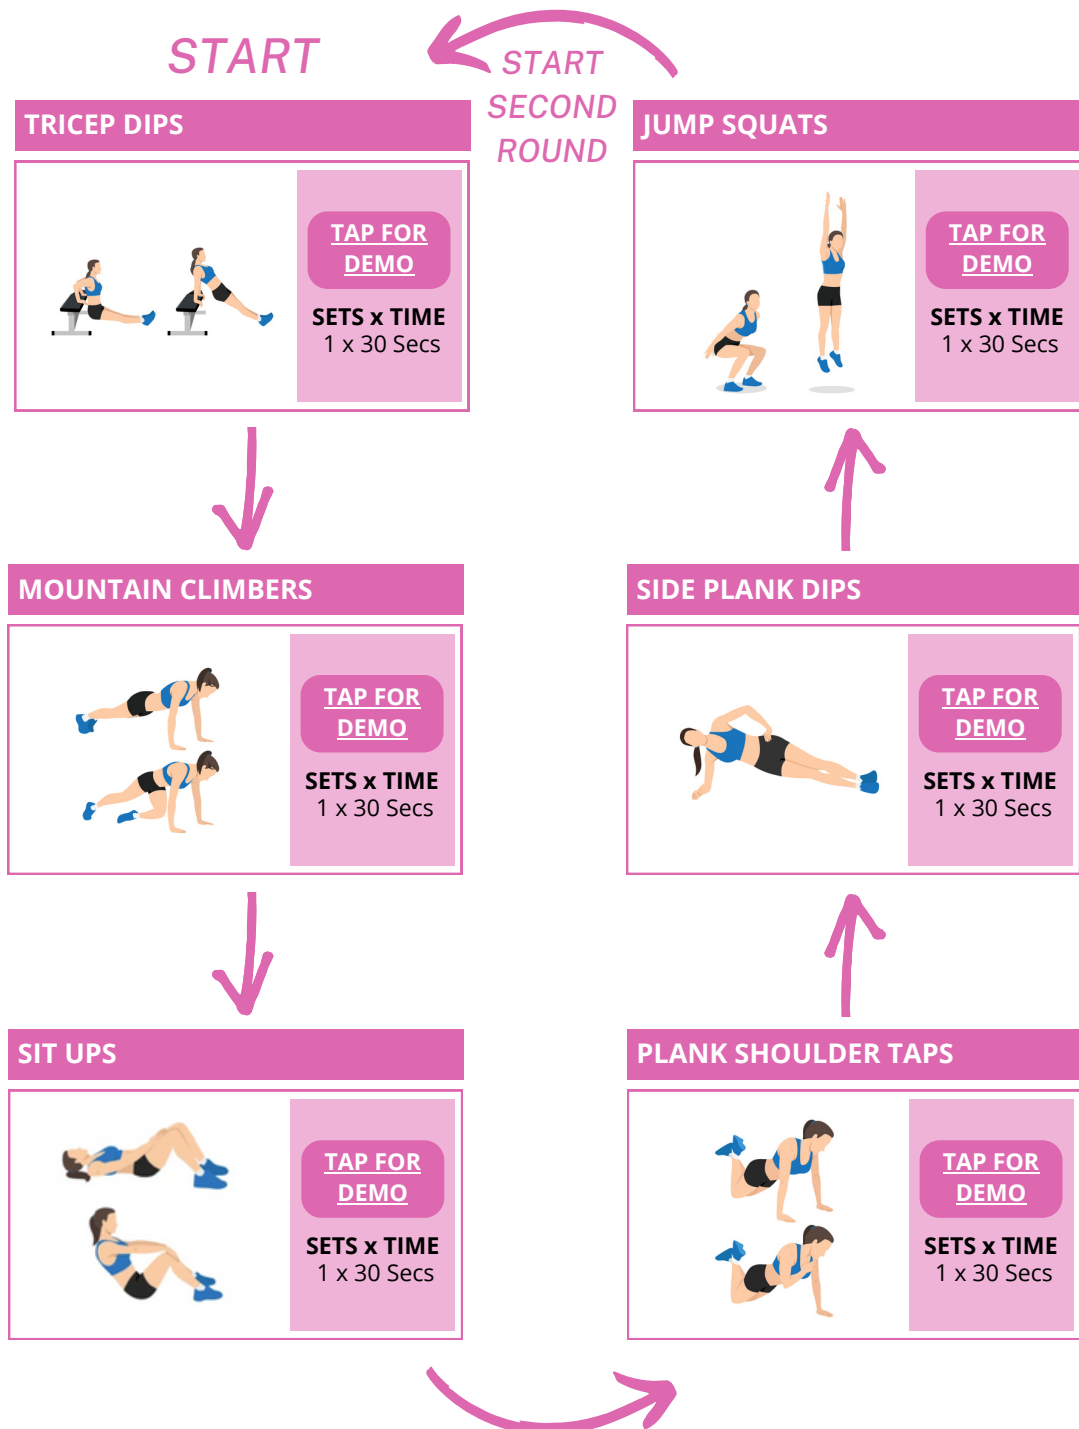 START
START
SECOND
ROUND
TRICEP DIPS
TAP FOR
DEMO
SETS x TIME
1 x 30 Secs
JUMP SQUATS
TAP FOR
DEMO
SETS x TIME
1 x 30 Secs
MOUNTAIN CLIMBERS
TAP FOR
DEMO
SETS x TIME
1 x 30 Secs
SIDE PLANK DIPS
TAP FOR
DEMO
SETS x TIME
1 x 30 Secs
SIT UPS
TAP FOR
DEMO
SETS x TIME
1 x 30 Secs
PLANK SHOULDER TAPS
TAP FOR
DEMO
SETS x TIME
1 x 30 Secs